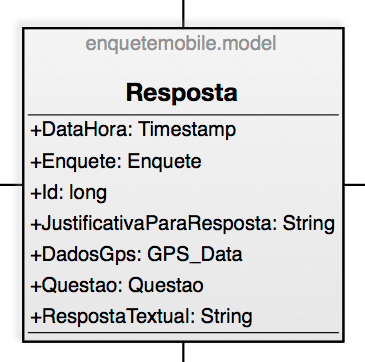 enquetemobile.model
Resposta
+DataHora: Timestamp
+Enquete: Enquete
+Id: long
+JustificativaParaResposta: String
+DadosGps: GPS_Data
+Questao: Questao
+RespostaTextual: String